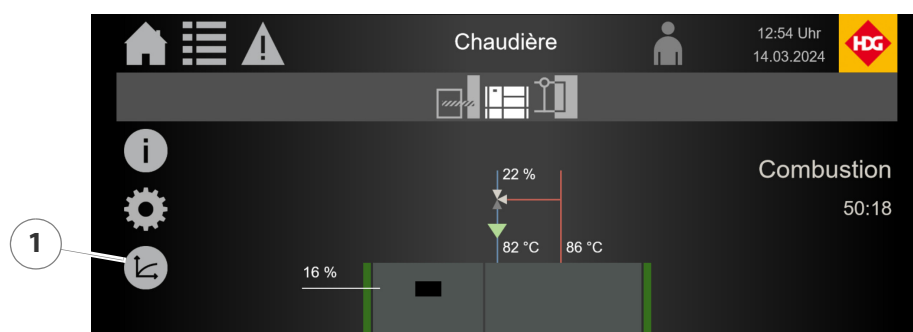 Chaudière
12:54 Uhr
14.03.2024
HDG
i
Combustion
22 %
50:18
1
82 °C
86 °C
16 %